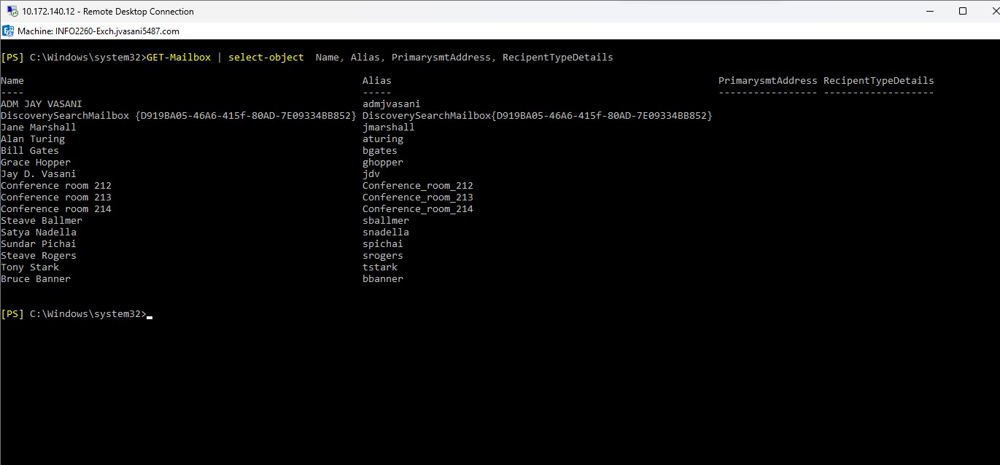 10.172.140.12 - Remote Desktop Connection
Machine: INFO2260-Exch.jvasani5487.com
[PS] C:\Windows\system32>GET-Mailbox | select-object  Name, Alias, PrimarysmtAddress, RecipentTypeDetails
Name Alias PrimarysmtAddress RecipentTypeDetails
---- ----- ----------------- -------------------
ADM JAY VASANI admjvasani
DiscoverySearchMailbox {D919BA05-46A6-415f-80AD-7E09334BB852} DiscoverySearchMailbox{D919BA05-46A6-415f-80AD-7E09334BB852}
Jane Marshall jmarshall
Alan Turing aturing
Bill Gates bgates
Grace Hopper ghopper
Jay D. Vasani jdv
Conference room 212 Conference_room_212
Conference room 213 Conference_room_213
Conference room 214 Conference_room_214
Steave Ballmer sballmer
Satya Nadella snadella
Sundar Pichai spichai
Steave Rogers srogers
Tony Stark tstark
Bruce Banner bbanner
[PS] C:\Windows\system32>